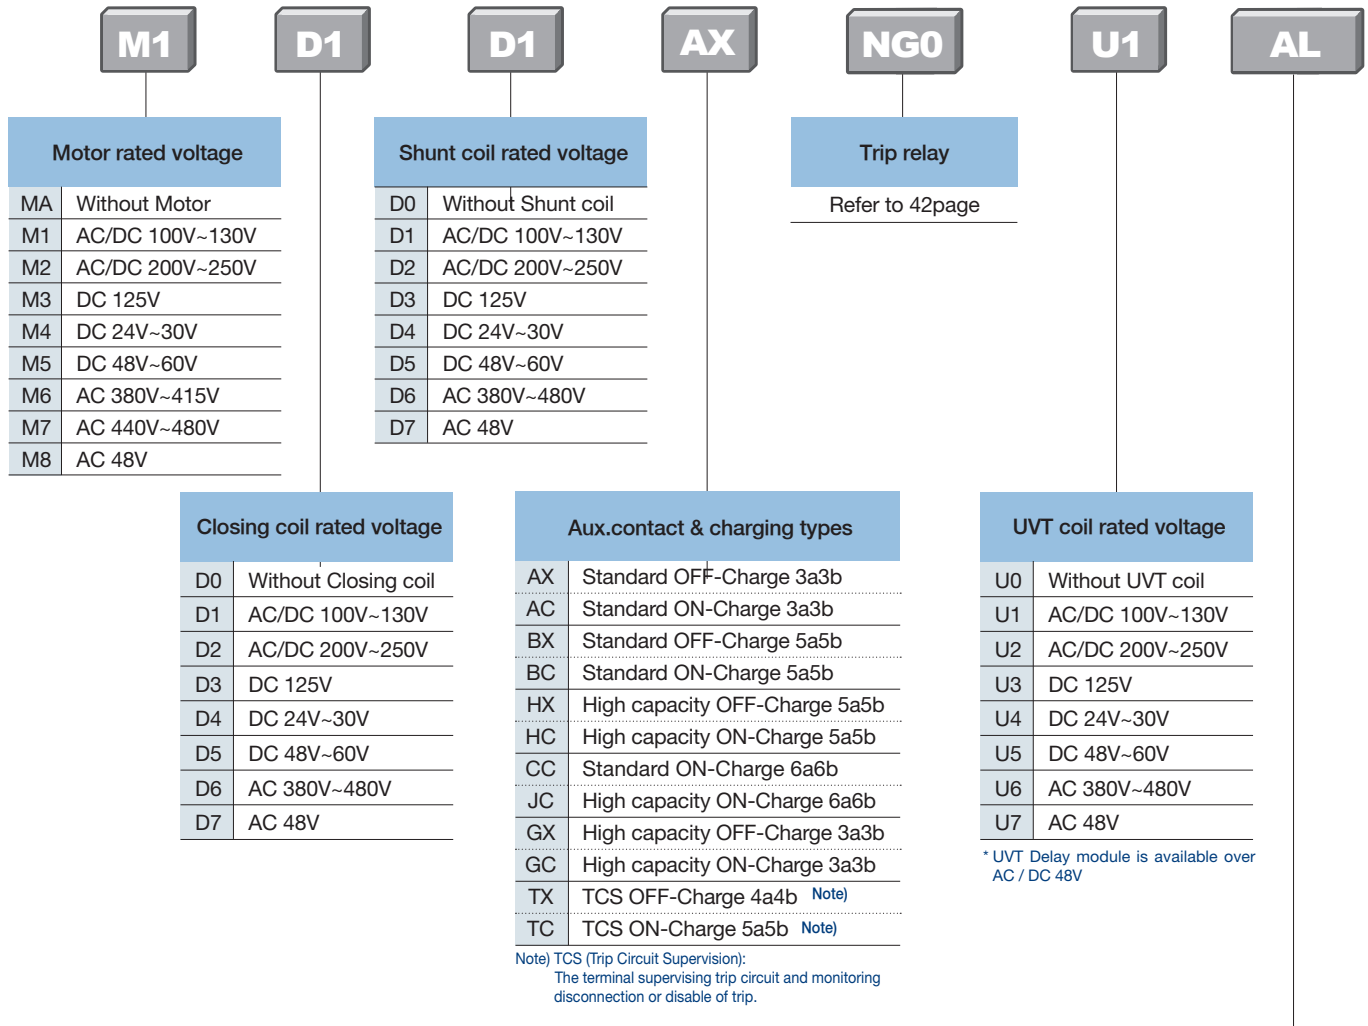 M1 D1 D1 AX NG0 U1 AL
Motor rated voltage
MA Without Motor
M1 AC/DC 100V~130V
M2 AC/DC 200V~250V
M3 DC 125V
M4 DC 24V~30V
M5 DC 48V~60V
M6 AC 380V~415V
M7 AC 440V~480V
M8 AC 48V
Shunt coil rated voltage
D0 Without Shunt coil
D1 AC/DC 100V~130V
D2 AC/DC 200V~250V
D3 DC 125V
D4 DC 24V~30V
D5 DC 48V~60V
D6 AC 380V~480V
D7 AC 48V
Trip relay
Refer to 42page
Closing coil rated voltage
D0 Without Closing coil
D1 AC/DC 100V~130V
D2 AC/DC 200V~250V
D3 DC 125V
D4 DC 24V~30V
D5 DC 48V~60V
D6 AC 380V~480V
D7 AC 48V
Aux.contact & charging types
AX Standard OFF-Charge 3a3b
AC Standard ON-Charge 3a3b
BX Standard OFF-Charge 5a5b
BC Standard ON-Charge 5a5b
HX High capacity OFF-Charge 5a5b
HC High capacity ON-Charge 5a5b
CC Standard ON-Charge 6a6b
JC High capacity ON-Charge 6a6b
GX High capacity OFF-Charge 3a3b
GC High capacity ON-Charge 3a3b
TX TCS OFF-Charge 4a4b Note)
TC TCS ON-Charge 5a5b Note)
Note) TCS (Trip Circuit Supervision):
The terminal supervising trip circuit and monitoring
disconnection or disable of trip.
UVT coil rated voltage
U0 Without UVT coil
U1 AC/DC 100V~130V
U2 AC/DC 200V~250V
U3 DC 125V
U4 DC 24V~30V
U5 DC 48V~60V
U6 AC 380V~480V
U7 AC 48V
* UVT Delay module is available over
AC / DC 48V